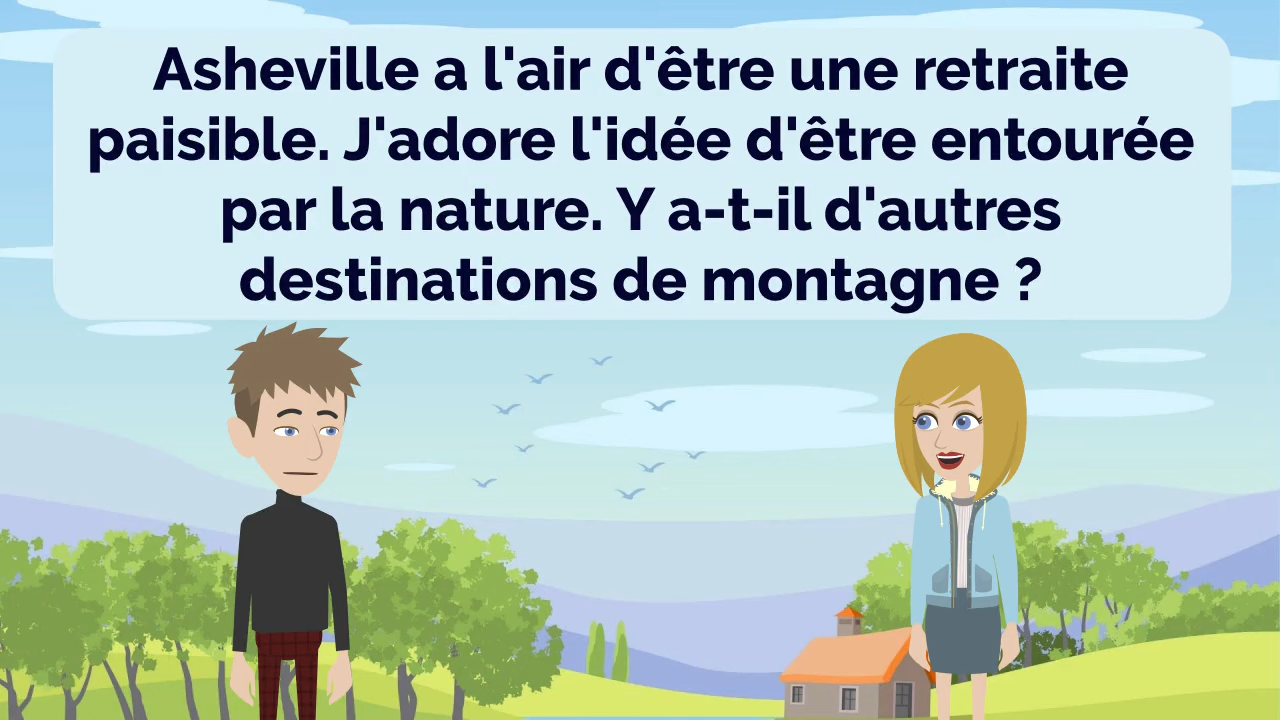 Asheville a l'air d'être une retraite
paisible. J'adore l'idée d'être entourée
par la nature. Y a-t-il d'autres
destinations de montagne ?